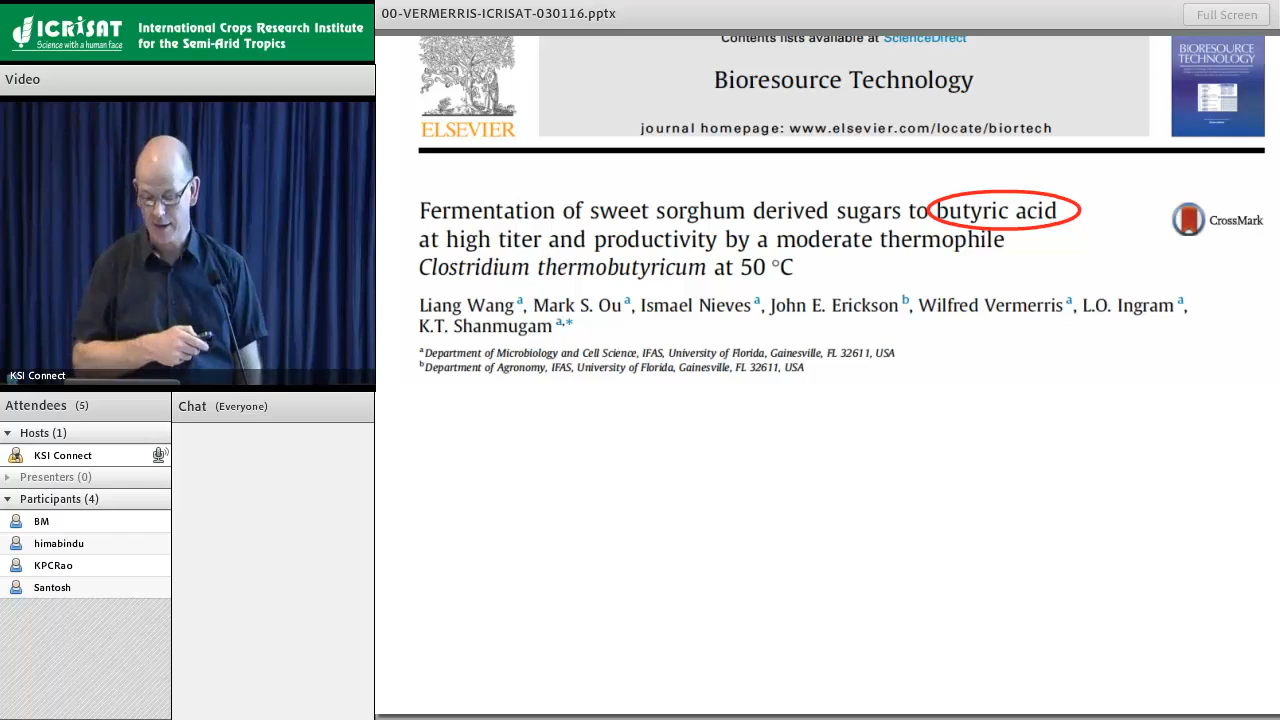 ICRISAT
Science with a human face
International Crops Research Institute
for the Semi-Arid Tropics
Video
KSI Connect
Attendees (5)
Hosts (1)
KSI Connect
Presenters (0)
Participants (4)
BM
himabindu
KPCRao
Santosh
Chat (Everyone)
00-VERMERRIS-ICRISAT-030116.pptx
Full Screen
Contents lists available at ScienceDirect
Bioresource Technology
journal homepage: www.elsevier.com/locate/biortech
ELSEVIER
BIORESOURCE
TECHNOLOGY
Fermentation of sweet sorghum derived sugars to butyric acid
at high titer and productivity by a moderate thermophile
Clostridium thermobutyricum at 50 °C
CrossMark
Liang Wang a, Mark S. Ou a, Ismael Nieves a, John E. Erickson b, Wilfred Vermerris a, L.O. Ingram a,
K.T. Shanmugam a,*
a Department of Microbiology and Cell Science, IFAS, University of Florida, Gainesville, FL 32611, USA
b Department of Agronomy, IFAS, University of Florida, Gainesville, FL 32611, USA